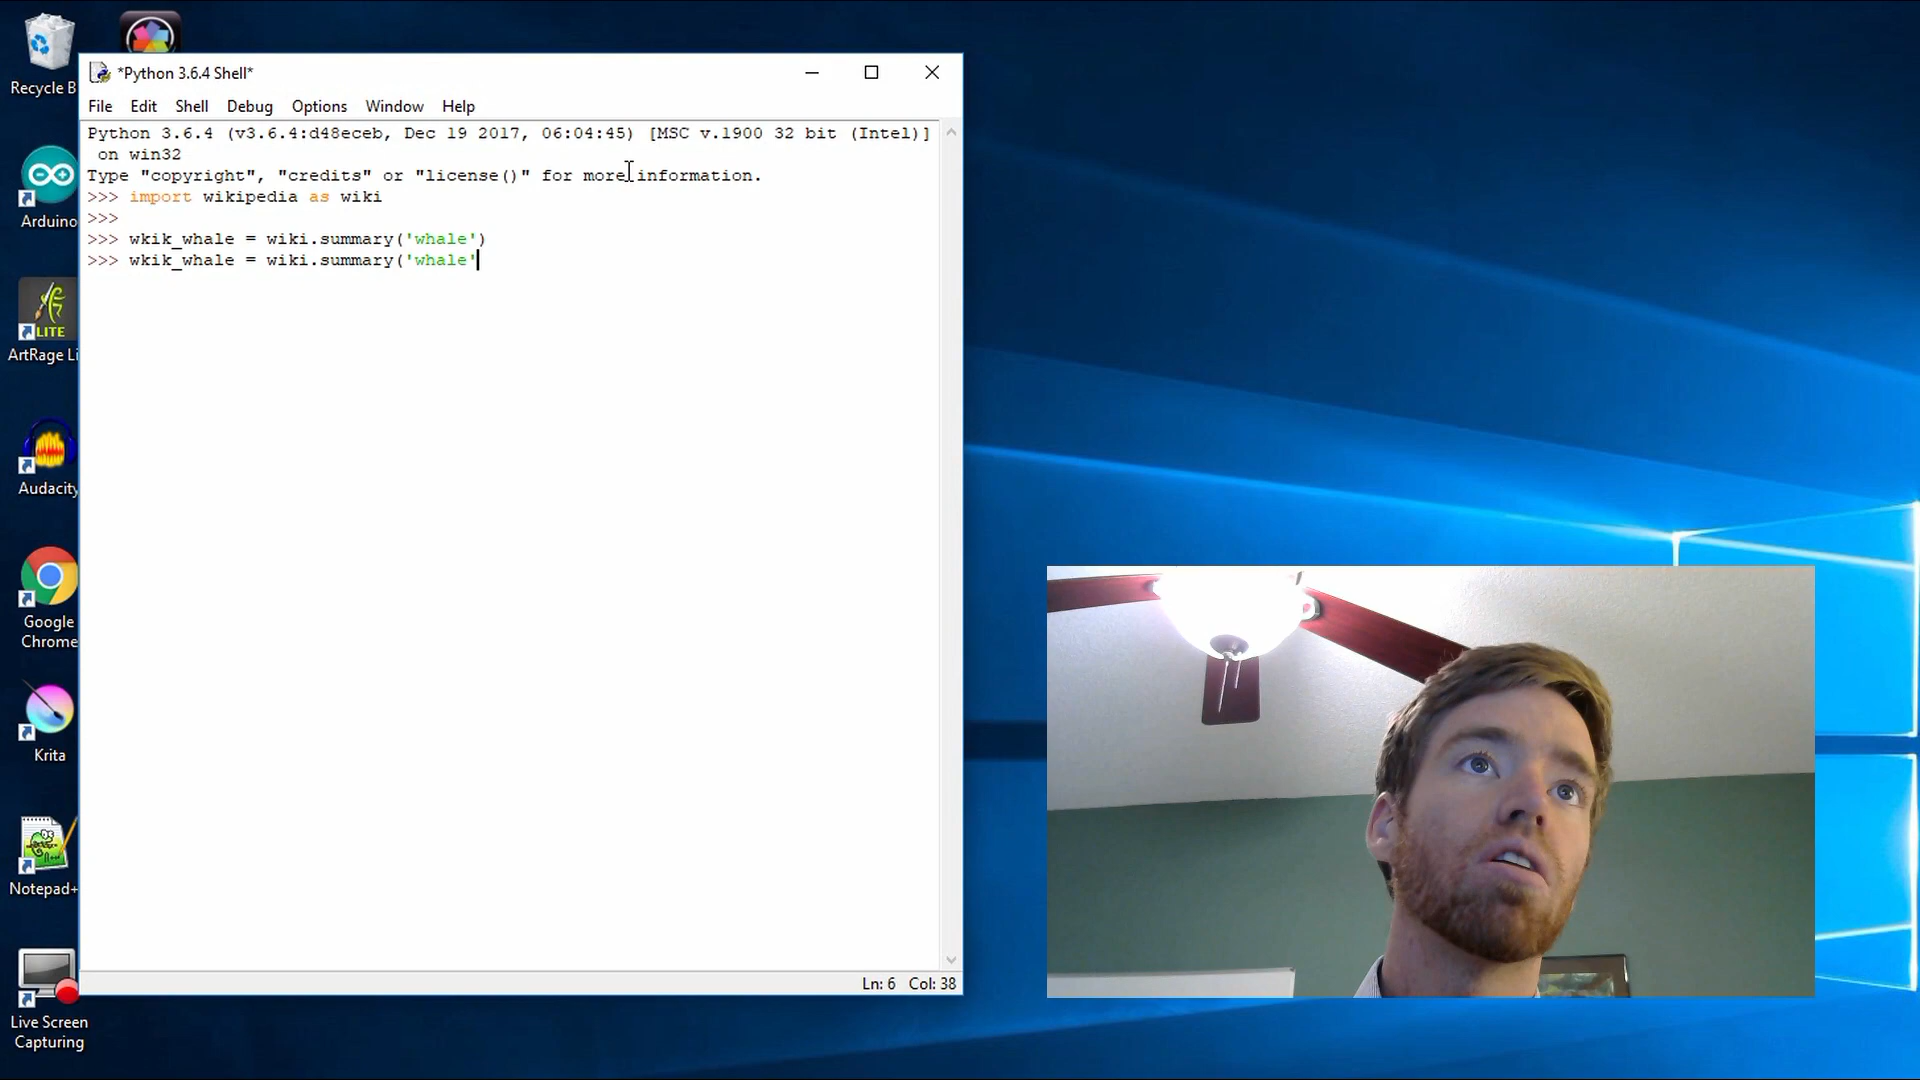 *Python 3.6.4 Shell*
File Edit Shell Debug Options Window Help
Python 3.6.4 (v3.6.4:d48eceb, Dec 19 2017, 06:04:45) [MSC v.1900 32 bit (Intel)]
on win32
Type "copyright", "credits" or "license()" for more information.
>>> import wikipedia as wiki
>>>
>>> wkik_whale = wiki.summary('whale')
>>> wkik_whale = wiki.summary('whale'
Ln: 6 Col: 38
Recycle B
Arduino
LITE
ArtRage Li
Audacity
Google
Chrome
Krita
Notepad+
Live Screen
Capturing